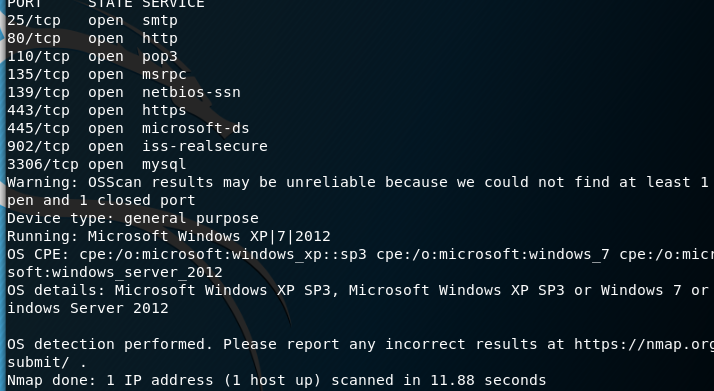 PORT     STATE SERVICE
25/tcp   open  smtp
80/tcp   open  http
110/tcp  open  pop3
135/tcp  open  msrpc
139/tcp  open  netbios-ssn
443/tcp  open  https
445/tcp  open  microsoft-ds
902/tcp  open  iss-realsecure
3306/tcp open  mysql
Warning: OSScan results may be unreliable because we could not find at least 1
pen and 1 closed port
Device type: general purpose
Running: Microsoft Windows XP|7|2012
OS CPE: cpe:/o:microsoft:windows_xp::sp3 cpe:/o:microsoft:windows_7 cpe:/o:micr
soft:windows_server_2012
OS details: Microsoft Windows XP SP3, Microsoft Windows XP SP3 or Windows 7 or
indows Server 2012
OS detection performed. Please report any incorrect results at https://nmap.org
submit/ .
Nmap done: 1 IP address (1 host up) scanned in 11.88 seconds